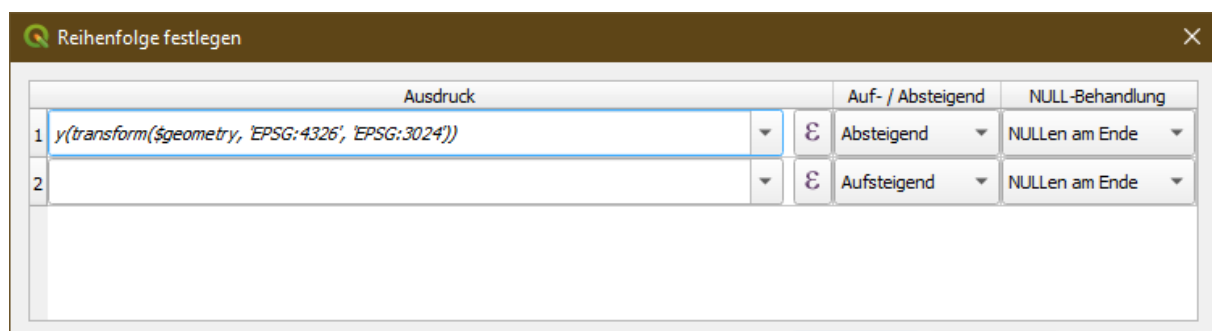 Reihenfolge festlegen
Ausdruck Auf- / Absteigend NULL-Behandlung
1 y(transform($geometry, 'EPSG:4326', 'EPSG:3024')) ε Absteigend NULLen am Ende
2 ε Aufsteigend NULLen am Ende